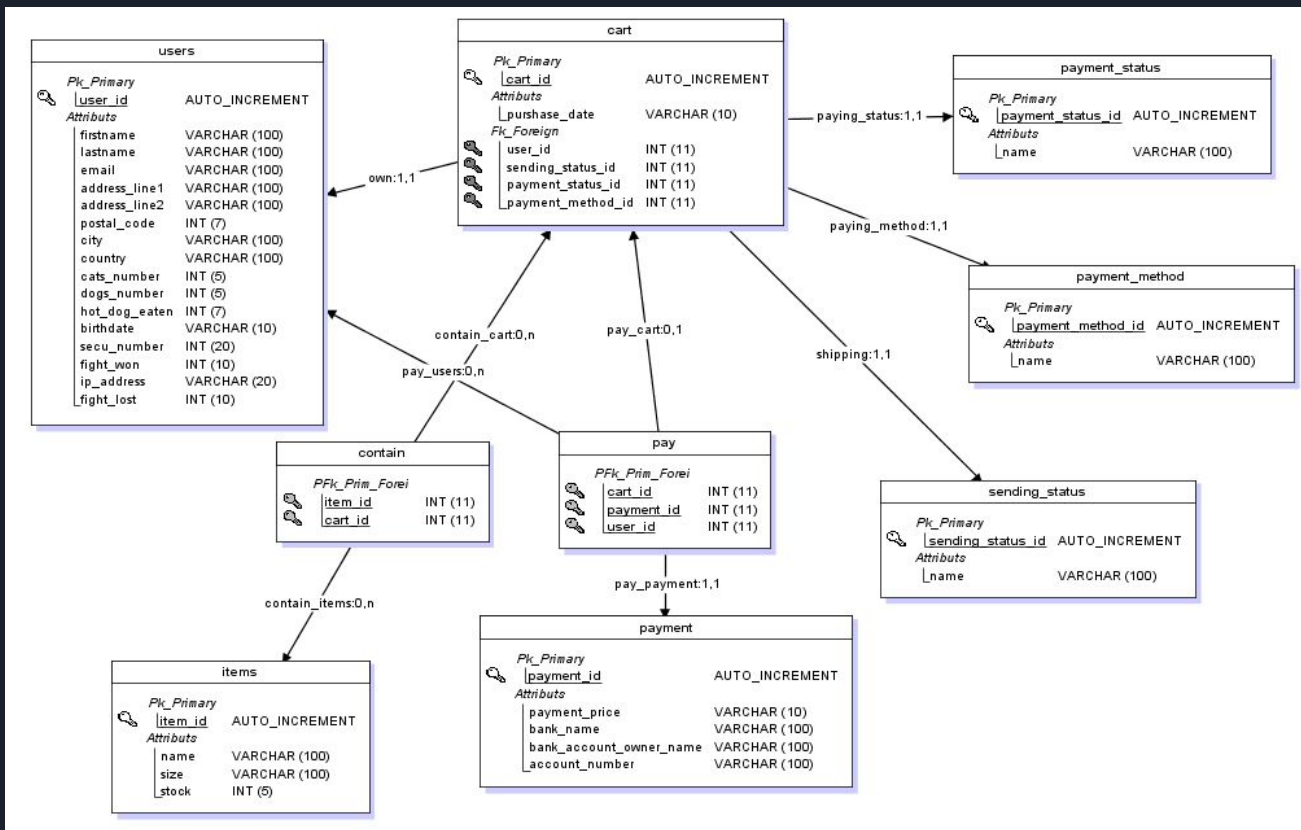 users
Pk_Primary
user_id AUTO_INCREMENT
Attributs
firstname VARCHAR (100)
lastname VARCHAR (100)
email VARCHAR (100)
address_line1 VARCHAR (100)
address_line2 VARCHAR (100)
postal_code INT (7)
city VARCHAR (100)
country VARCHAR (100)
cats_number INT (5)
dogs_number INT (5)
hot_dog_eaten INT (7)
birthdate VARCHAR (10)
secu_number INT (20)
fight_won INT (10)
ip_address VARCHAR (20)
fight_lost INT (10)
cart
Pk_Primary
cart_id AUTO_INCREMENT
Attributs
purshase_date VARCHAR (10)
Fk_Foreign
user_id INT (11)
sending_status_id INT (11)
payment_status_id INT (11)
payment_method_id INT (11)
payment_status
Pk_Primary
payment_status_id AUTO_INCREMENT
Attributs
name VARCHAR (100)
paying_status:1,1
own:1,1
paying_method:1,1
payment_method
Pk_Primary
payment_method_id AUTO_INCREMENT
Attributs
name VARCHAR (100)
contain_cart:0,n
pay_cart:0,1
shipping:1,1
pay_users:0,n
contain
PFk_Prim_Forei
item_id INT (11)
cart_id INT (11)
pay
PFk_Prim_Forei
cart_id INT (11)
payment_id INT (11)
user_id INT (11)
sending_status
Pk_Primary
sending_status_id AUTO_INCREMENT
Attributs
name VARCHAR (100)
pay_payment:1,1
contain_items:0,n
payment
Pk_Primary
payment_id AUTO_INCREMENT
Attributs
payment_price VARCHAR (10)
bank_name VARCHAR (100)
bank_account_owner_name VARCHAR (100)
account_number VARCHAR (100)
items
Pk_Primary
item_id AUTO_INCREMENT
Attributs
name VARCHAR (100)
size VARCHAR (100)
stock INT (5)